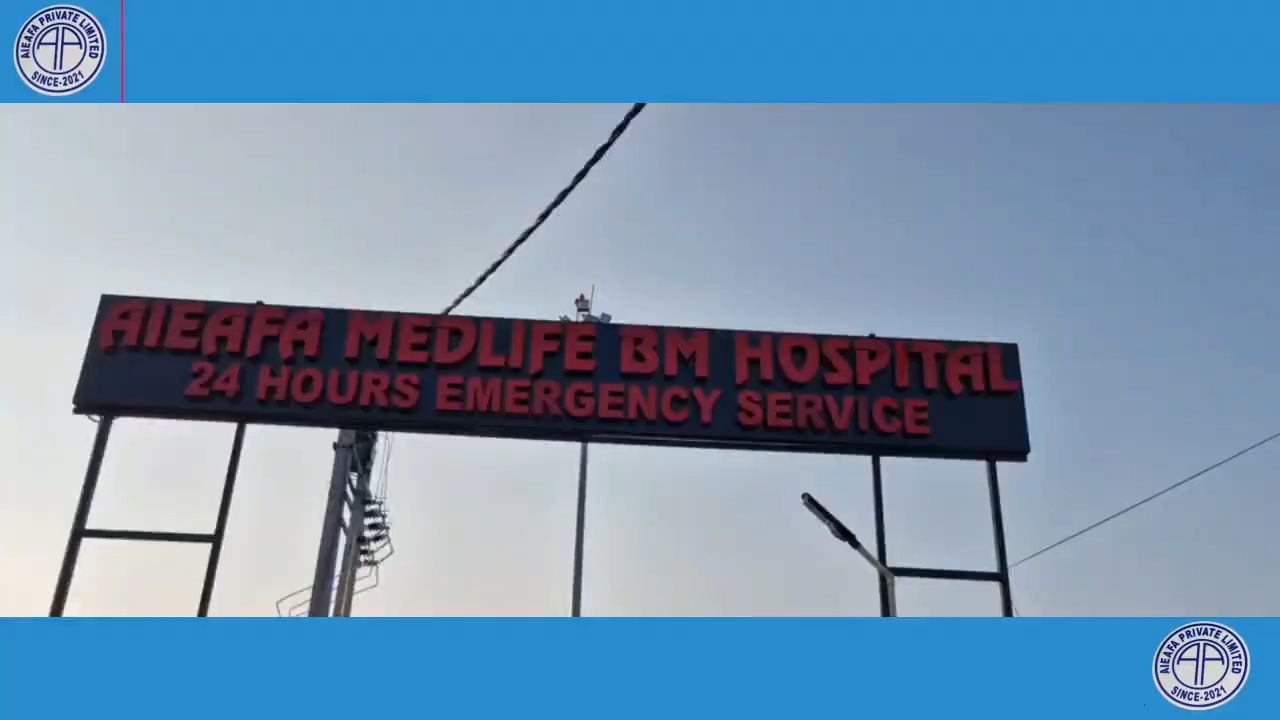 AIEAFA PRIVATE LIMITED
SINCE-2021
AIEAFA MEDLIFE BM HOSPITAL
24 HOURS EMERGENCY SERVICE
AIEAFA PRIVATE LIMITED
SINCE-2021